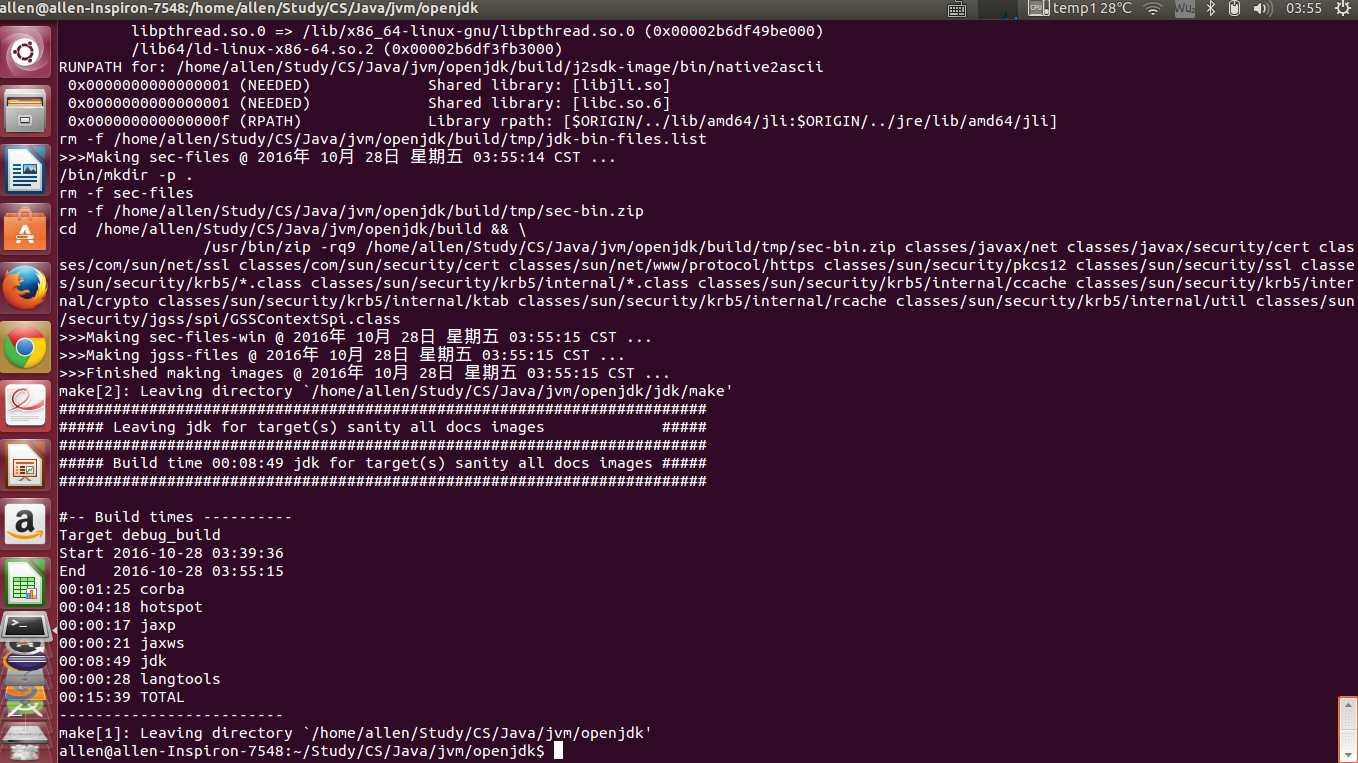 allen@allen-Inspiron-7548:/home/allen/Study/CS/Java/jvm/openjdk
temp1 28°C
Wu₂
03:55
libpthread.so.0 => /lib/x86_64-linux-gnu/libpthread.so.0 (0x00002b6df49be000)
/lib64/ld-linux-x86-64.so.2 (0x00002b6df3fb3000)
RUNPATH for: /home/allen/Study/CS/Java/jvm/openjdk/build/j2sdk-image/bin/native2ascii
0x0000000000000001 (NEEDED)             Shared library: [libjli.so]
0x0000000000000001 (NEEDED)             Shared library: [libc.so.6]
0x000000000000000f (RPATH)              Library rpath: [$ORIGIN/../lib/amd64/jli:$ORIGIN/../jre/lib/amd64/jli]
rm -f /home/allen/Study/CS/Java/jvm/openjdk/build/tmp/jdk-bin-files.list
>>>Making sec-files @ 2016年 10月 28日 星期五 03:55:14 CST ...
/bin/mkdir -p .
rm -f sec-files
rm -f /home/allen/Study/CS/Java/jvm/openjdk/build/tmp/sec-bin.zip
cd  /home/allen/Study/CS/Java/jvm/openjdk/build && \
/usr/bin/zip -rq9 /home/allen/Study/CS/Java/jvm/openjdk/build/tmp/sec-bin.zip classes/javax/net classes/javax/security/cert clas
ses/com/sun/net/ssl classes/com/sun/security/cert classes/sun/net/www/protocol/https classes/sun/security/pkcs12 classes/sun/security/ssl classe
s/sun/security/krb5/*.class classes/sun/security/krb5/internal/*.class classes/sun/security/krb5/internal/ccache classes/sun/security/krb5/inter
nal/crypto classes/sun/security/krb5/internal/ktab classes/sun/security/krb5/internal/rcache classes/sun/security/krb5/internal/util classes/sun
/security/jgss/spi/GSSContextSpi.class
>>>Making sec-files-win @ 2016年 10月 28日 星期五 03:55:15 CST ...
>>>Making jgss-files @ 2016年 10月 28日 星期五 03:55:15 CST ...
>>>Finished making images @ 2016年 10月 28日 星期五 03:55:15 CST ...
make[2]: Leaving directory `/home/allen/Study/CS/Java/jvm/openjdk/jdk/make'
########################################################################
##### Leaving jdk for target(s) sanity all docs images             #####
########################################################################
##### Build time 00:08:49 jdk for target(s) sanity all docs images #####
########################################################################
#-- Build times ----------
Target debug_build
Start 2016-10-28 03:39:36
End   2016-10-28 03:55:15
00:01:25 corba
00:04:18 hotspot
00:00:17 jaxp
00:00:21 jaxws
00:08:49 jdk
00:00:28 langtools
00:15:39 TOTAL
-------------------------
make[1]: Leaving directory `/home/allen/Study/CS/Java/jvm/openjdk'
allen@allen-Inspiron-7548:~/Study/CS/Java/jvm/openjdk$